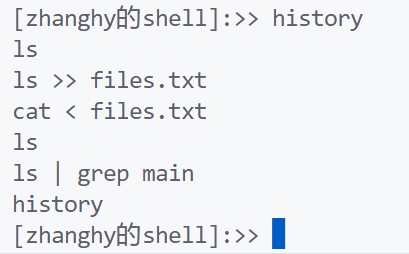 [zhanghy的shell]:>> history
ls
ls >> files.txt
cat < files.txt
ls
ls | grep main
history
[zhanghy的shell]:>>